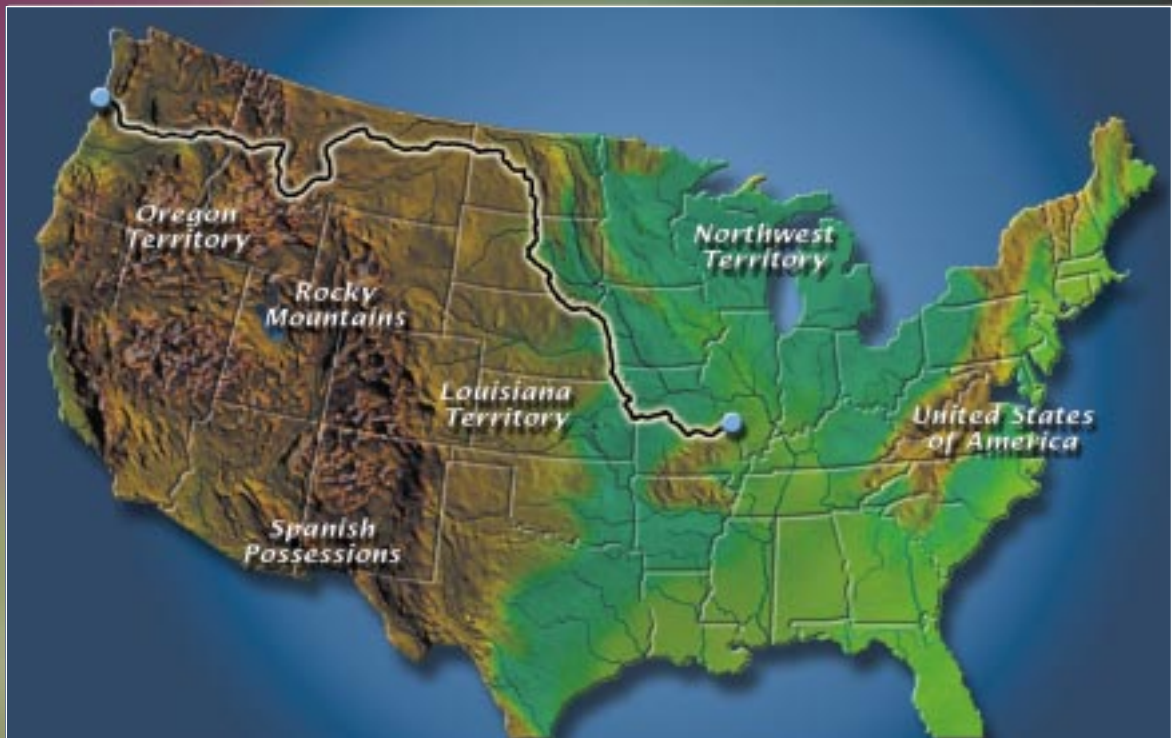 Oregon
Territory
Rocky
Mountains
Northwest
Territory
Louisiana
Territory
United States
of America
Spanish
Possessions